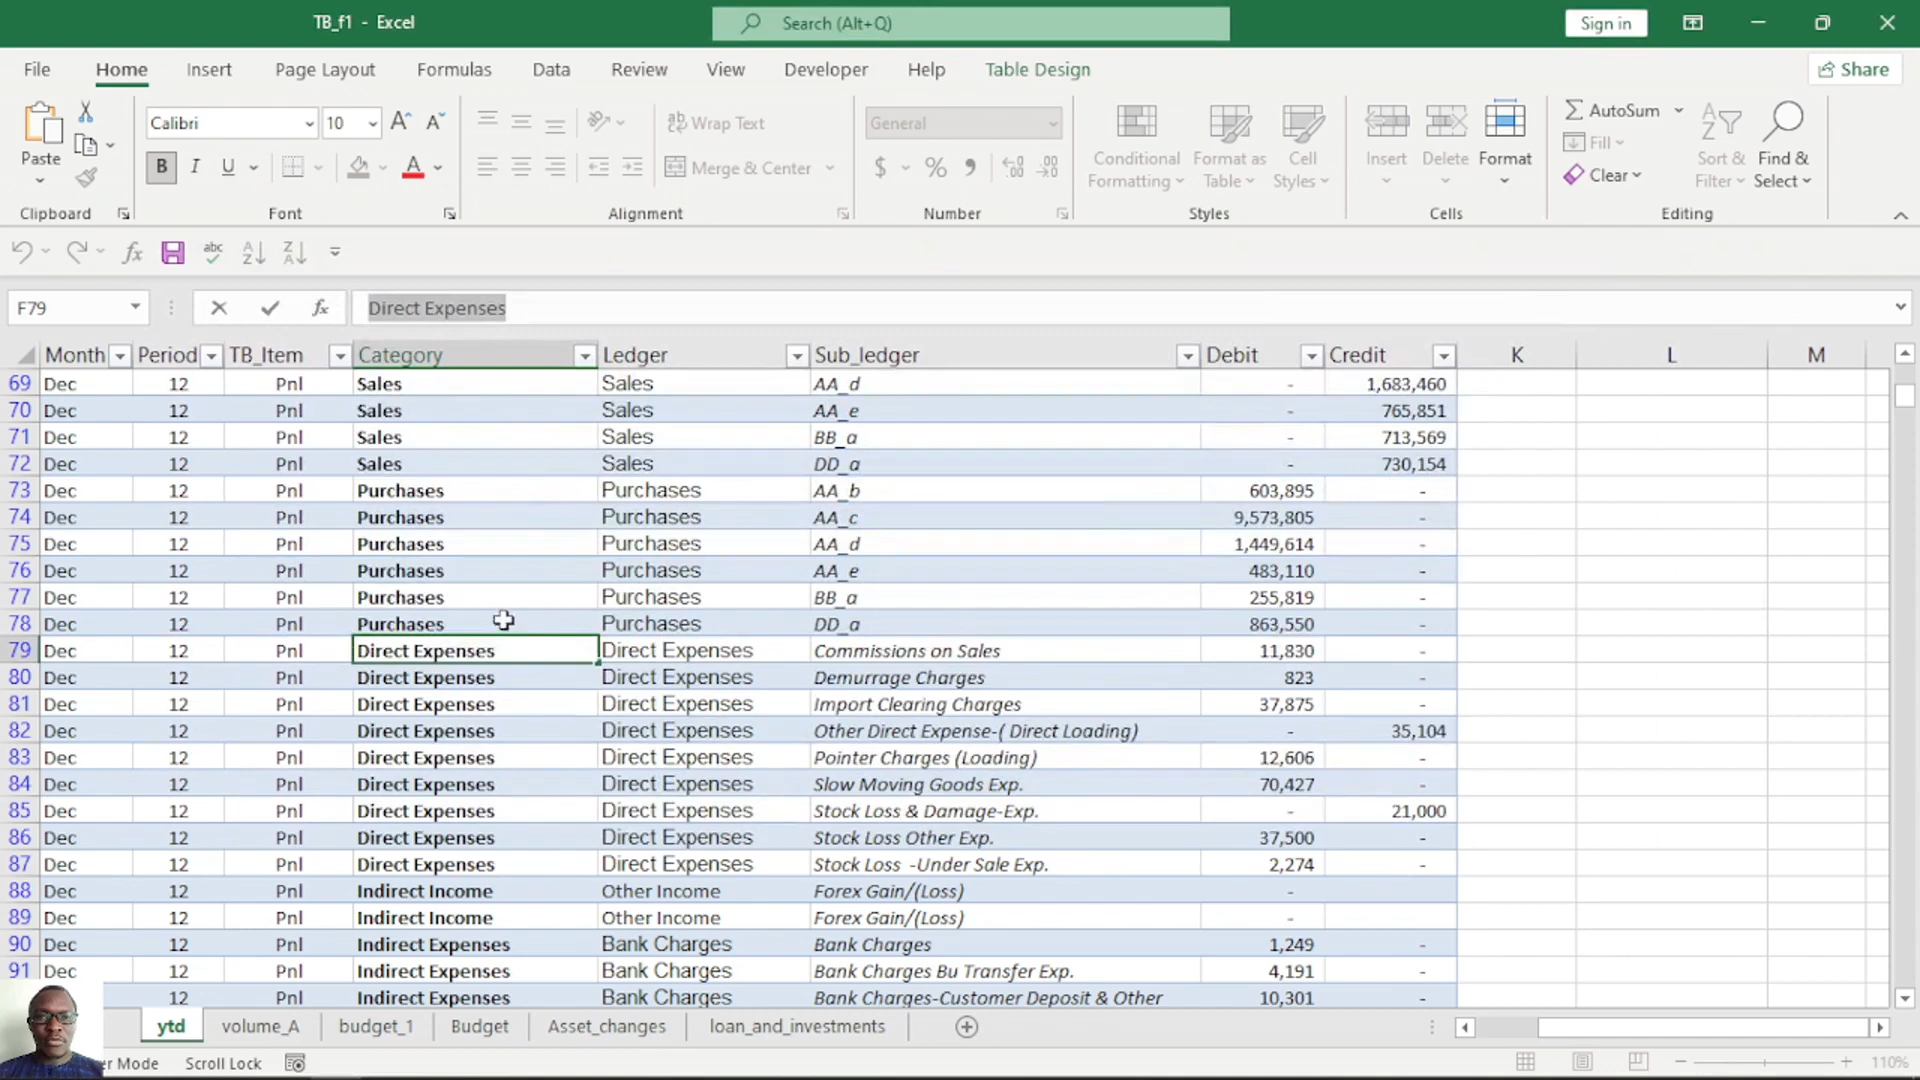 TB_f1 - Excel
Search (Alt+Q)
Sign in
File Home Insert Page Layout Formulas Data Review View Developer Help Table Design
Share
Paste
Clipboard
Calibri 10
B I U
Font
Wrap Text
Merge & Center
Alignment
General
$ % ,
Number
Conditional Formatting
Format as Table
Cell Styles
Styles
Insert Delete Format
Cells
AutoSum
Fill
Clear
Sort & Filter
Find & Select
Editing
F79 fx Direct Expenses
Month Period TB_Item Category Ledger Sub_ledger Debit Credit K L M
69 Dec 12 Pnl Sales Sales AA_d - 1,683,460
70 Dec 12 Pnl Sales Sales AA_e - 765,851
71 Dec 12 Pnl Sales Sales BB_a - 713,569
72 Dec 12 Pnl Sales Sales DD_a - 730,154
73 Dec 12 Pnl Purchases Purchases AA_b 603,895 -
74 Dec 12 Pnl Purchases Purchases AA_c 9,573,805 -
75 Dec 12 Pnl Purchases Purchases AA_d 1,449,614 -
76 Dec 12 Pnl Purchases Purchases AA_e 483,110 -
77 Dec 12 Pnl Purchases Purchases BB_a 255,819 -
78 Dec 12 Pnl Purchases Purchases DD_a 863,550 -
79 Dec 12 Pnl Direct Expenses Direct Expenses Commissions on Sales 11,830 -
80 Dec 12 Pnl Direct Expenses Direct Expenses Demurrage Charges 823 -
81 Dec 12 Pnl Direct Expenses Direct Expenses Import Clearing Charges 37,875 -
82 Dec 12 Pnl Direct Expenses Direct Expenses Other Direct Expense-( Direct Loading) - 35,104
83 Dec 12 Pnl Direct Expenses Direct Expenses Pointer Charges (Loading) 12,606 -
84 Dec 12 Pnl Direct Expenses Direct Expenses Slow Moving Goods Exp. 70,427 -
85 Dec 12 Pnl Direct Expenses Direct Expenses Stock Loss & Damage-Exp. - 21,000
86 Dec 12 Pnl Direct Expenses Direct Expenses Stock Loss Other Exp. 37,500 -
87 Dec 12 Pnl Direct Expenses Direct Expenses Stock Loss -Under Sale Exp. 2,274 -
88 Dec 12 Pnl Indirect Income Other Income Forex Gain/(Loss) -
89 Dec 12 Pnl Indirect Income Other Income Forex Gain/(Loss) -
90 Dec 12 Pnl Indirect Expenses Bank Charges Bank Charges 1,249 -
91 Dec 12 Pnl Indirect Expenses Bank Charges Bank Charges Bu Transfer Exp. 4,191 -
12 Pnl Indirect Expenses Bank Charges Bank Charges-Customer Deposit & Other 10,301 -
ytd volume_A budget_1 Budget Asset_changes loan_and_investments
er Mode Scroll Lock 110%